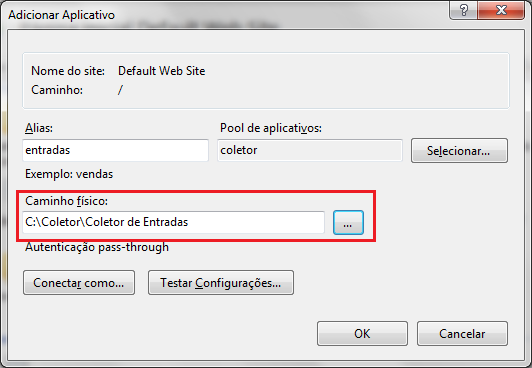 Adicionar Aplicativo
Nome do site: Default Web Site
Caminho: /
Alias: Pool de aplicativos:
entradas coletor Selecionar...
Exemplo: vendas
Caminho físico:
C:\Coletor\Coletor de Entradas ...
Autenticação pass-through
Conectar como... Testar Configurações...
OK Cancelar